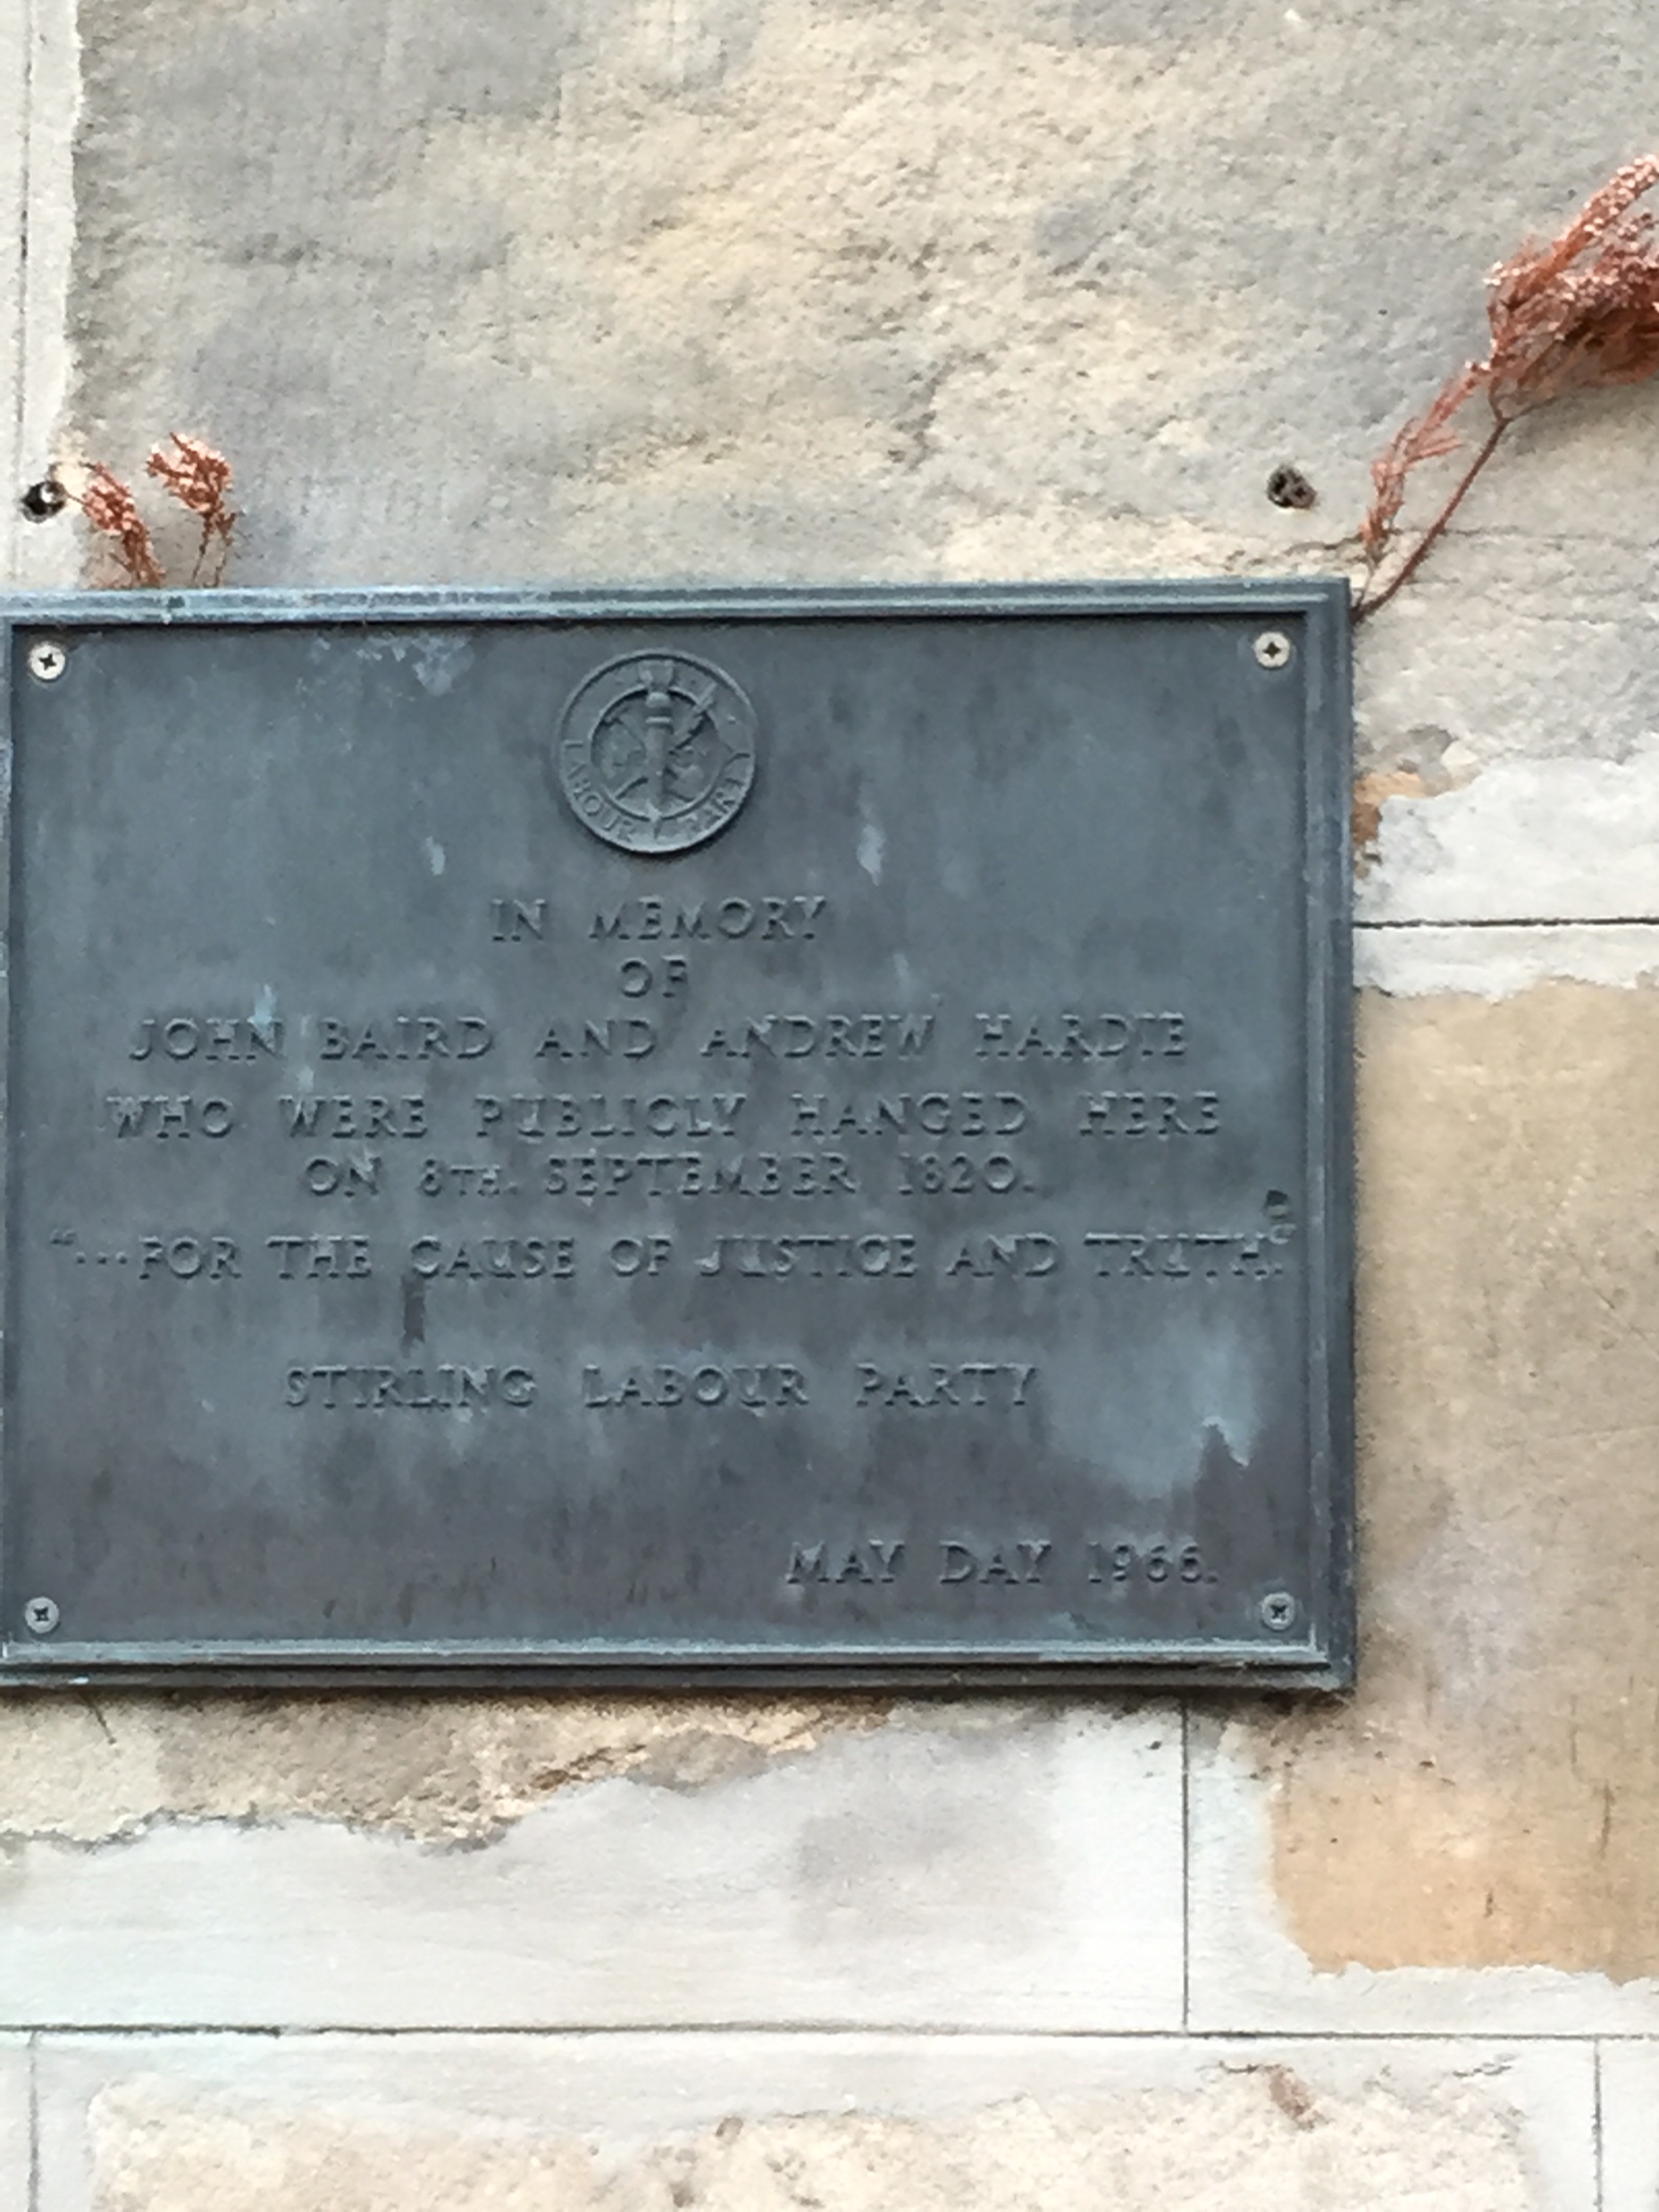 LABOUR PARTY
IN MEMORY
OF
JOHN BAIRD AND ANDREW HARDIE
WHO WERE PUBLICLY HANGED HERE
ON 8TH. SEPTEMBER 1820.
“...FOR THE CAUSE OF JUSTICE AND TRUTH.”
STIRLING LABOUR PARTY
MAY DAY 1966.